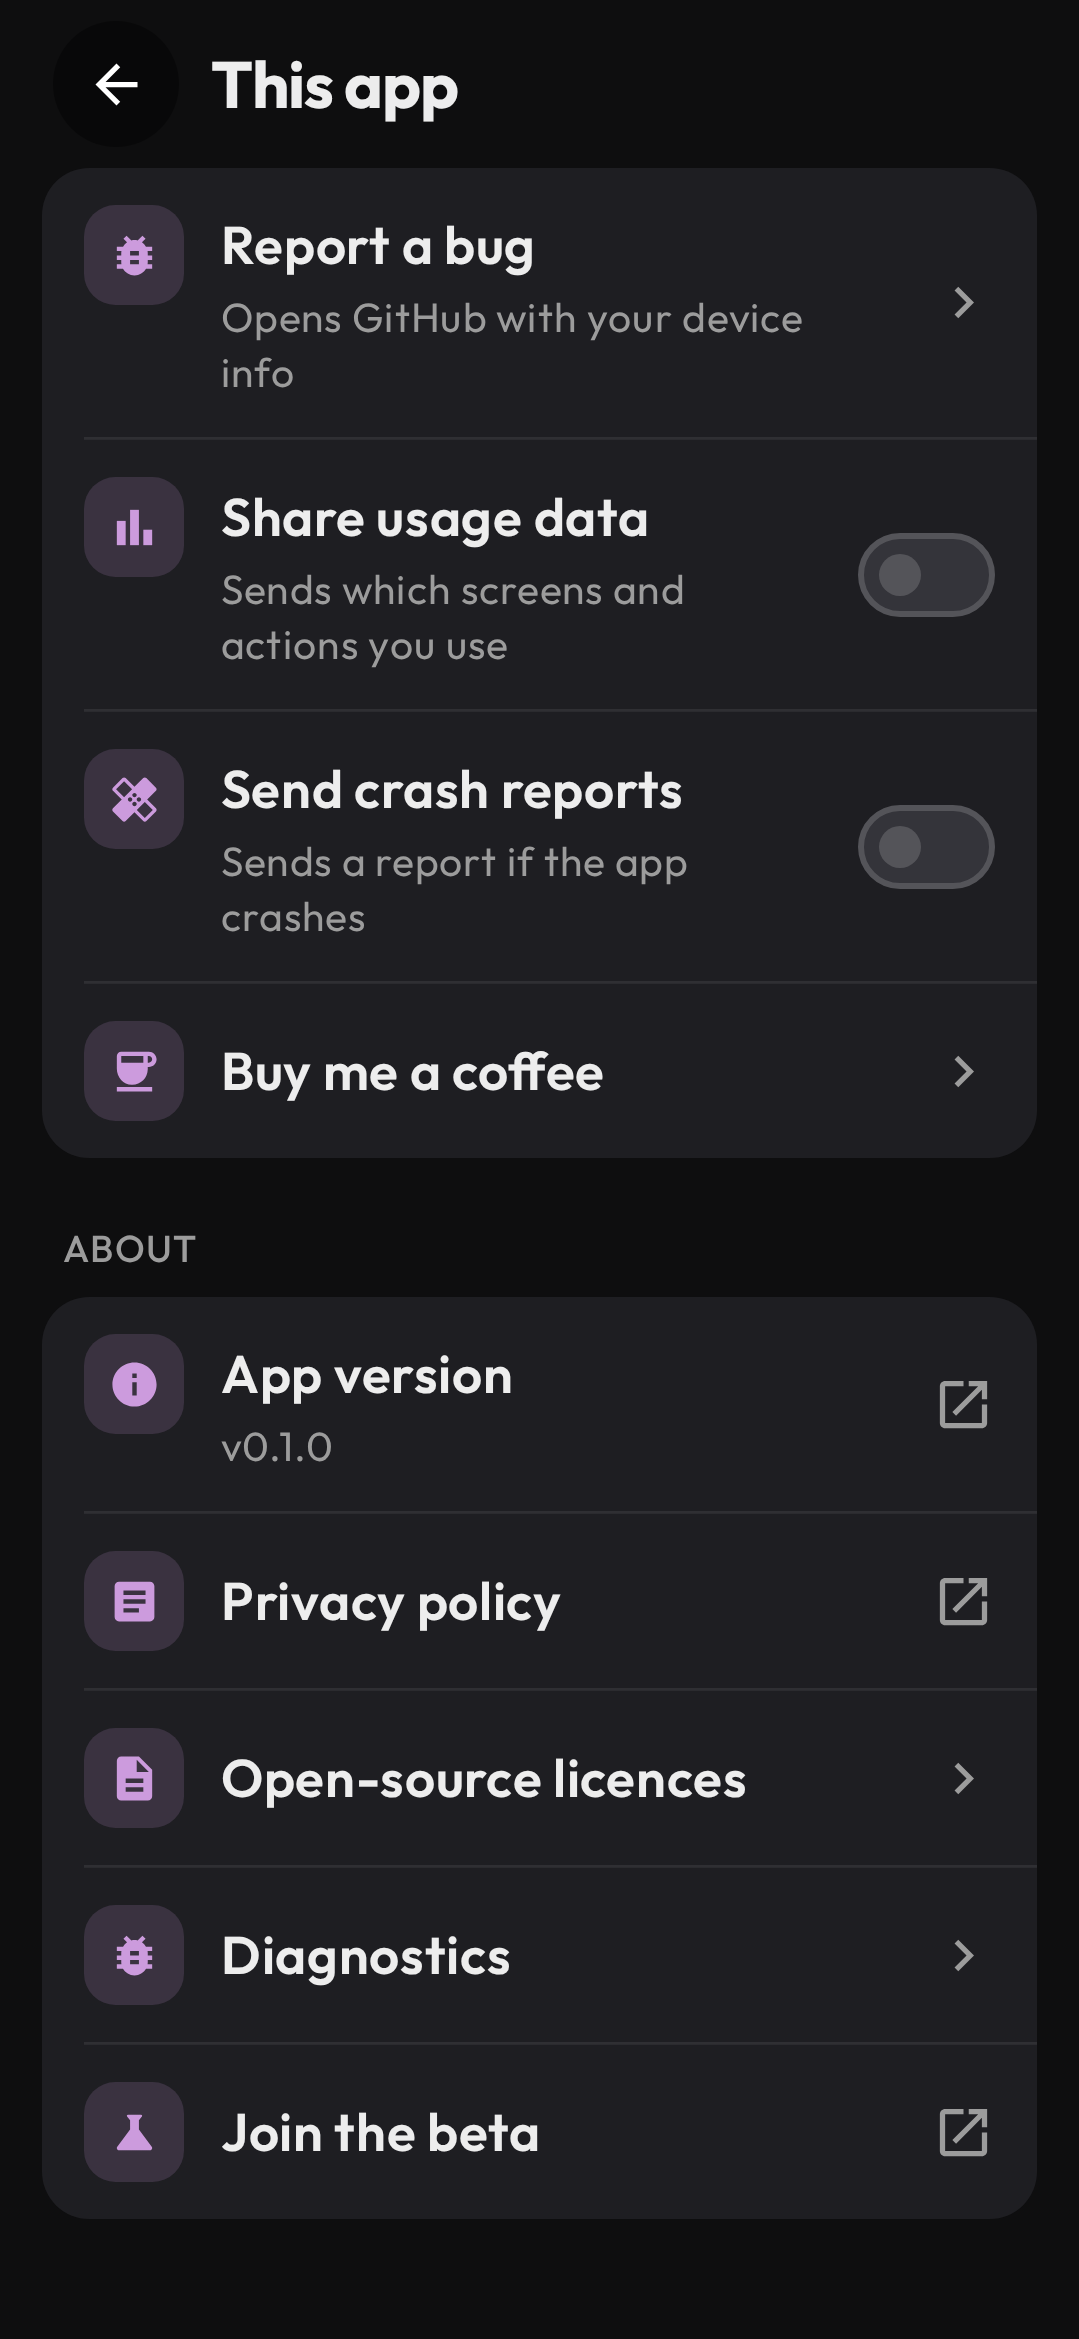 This app
Report a bug
Opens GitHub with your device
info
Share usage data
Sends which screens and
actions you use
Send crash reports
Sends a report if the app
crashes
Buy me a coffee
ABOUT
App version
v0.1.0
Privacy policy
Open-source licences
Diagnostics
Join the beta